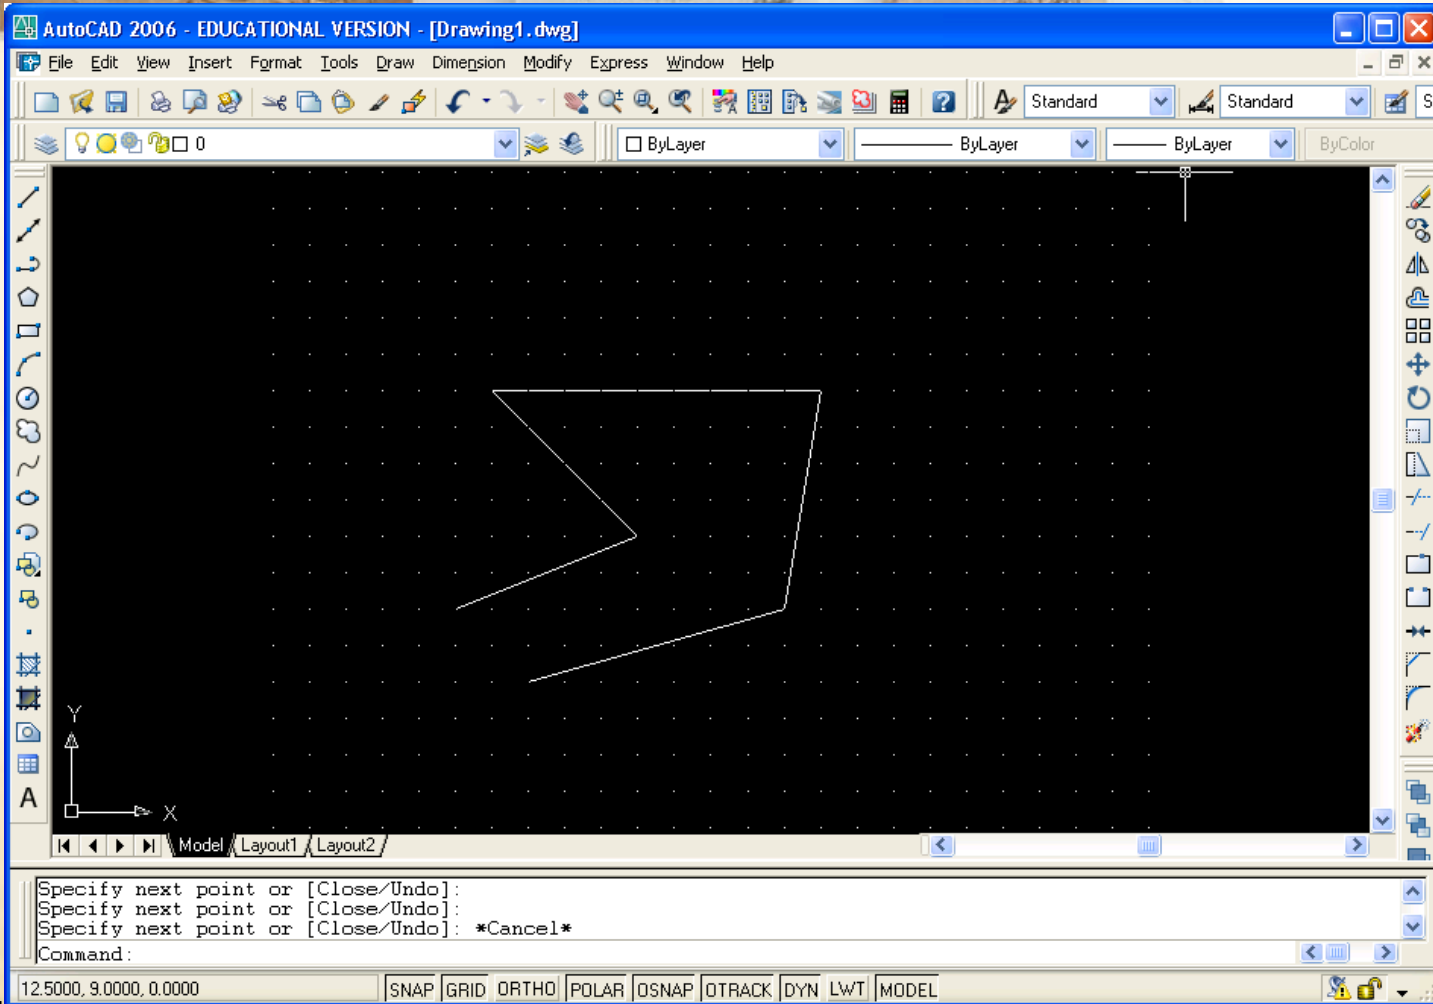 AutoCAD 2006 - EDUCATIONAL VERSION - [Drawing1.dwg]
File Edit View Insert Format Tools Draw Dimension Modify Express Window Help
Standard Standard S
0 ByLayer ByLayer ByLayer ByColor
A
Y
X
Model Layout1 Layout2
Specify next point or [Close/Undo]:
Specify next point or [Close/Undo]:
Specify next point or [Close/Undo]: *Cancel*
Command:
12.5000, 9.0000, 0.0000 SNAP GRID ORTHO POLAR OSNAP OTRACK DYN LWT MODEL